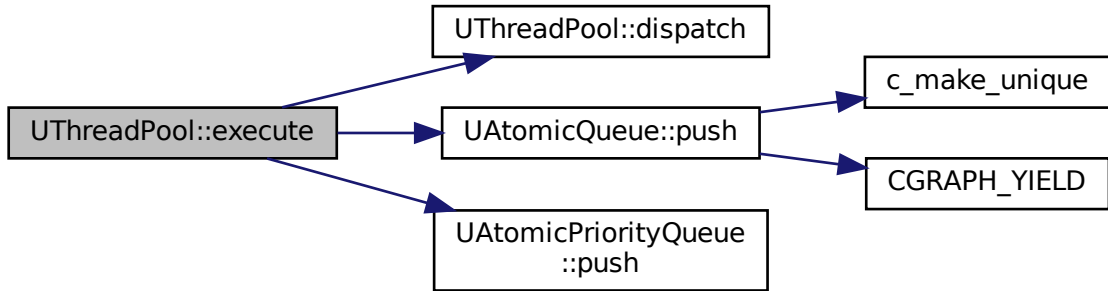 UThreadPool::execute
UThreadPool::dispatch
UAtomicQueue::push
c_make_unique
CGRAPH_YIELD
UAtomicPriorityQueue
::push